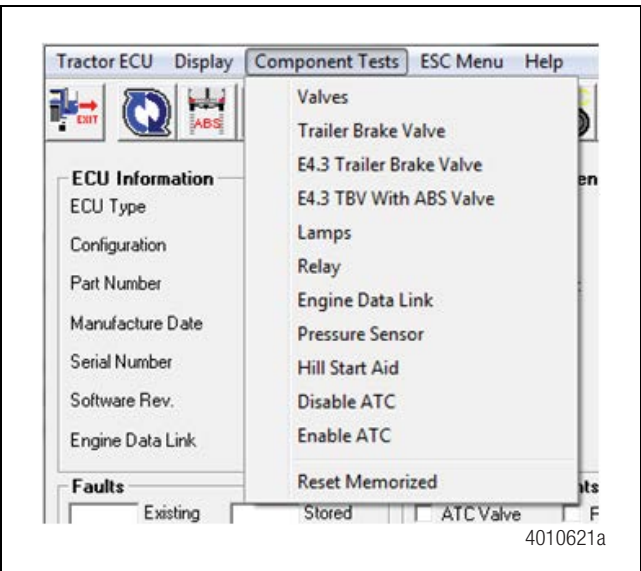 Tractor ECU Display Component Tests ESC Menu Help
EXIT
ABS
Valves
Trailer Brake Valve
E4.3 Trailer Brake Valve
E4.3 TBV With ABS Valve
Lamps
Relay
Engine Data Link
Pressure Sensor
Hill Start Aid
Disable ATC
Enable ATC
Reset Memorized
ECU Information
ECU Type
Configuration
Part Number
Manufacture Date
Serial Number
Software Rev.
Engine Data Link
Faults
Existing Stored ATC Valve
4010621a